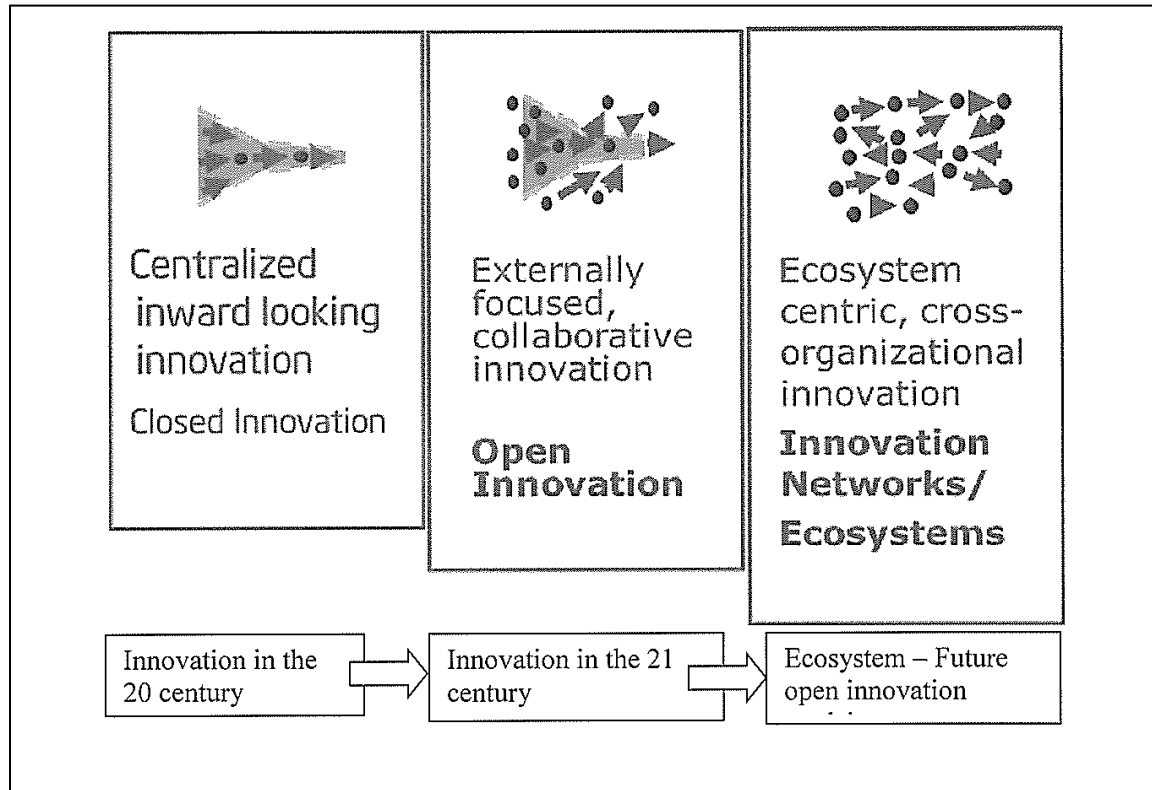 Centralized
inward looking
innovation
Closed Innovation
Externally
focused,
collaborative
innovation
Open
Innovation
Ecosystem
centric, cross-
organizational
innovation
Innovation
Networks/
Ecosystems
Innovation in the
20 century
Innovation in the 21
century
Ecosystem – Future
open innovation